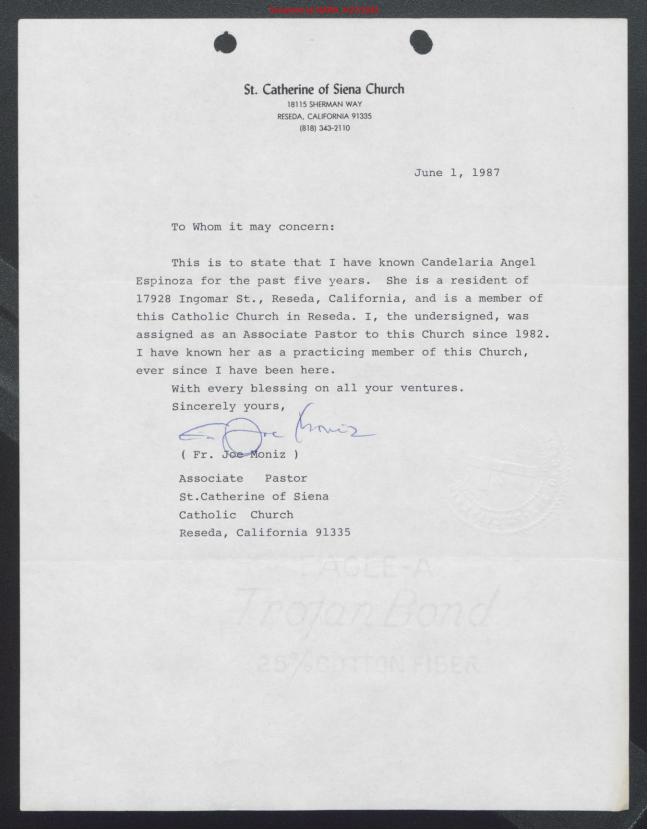 St. Catherine of Siena Church
18115 SHERMAN WAY
RESEDA, CALIFORNIA 91335
(818) 343-2110
June 1, 1987
To Whom it may concern:
This is to state that I have known Candelaria Angel
Espinoza for the past five years. She is a resident of
17928 Ingomar St., Reseda, California, and is a member of
this Catholic Church in Reseda. I, the undersigned, was
assigned as an Associate Pastor to this Church since 1982.
I have known her as a practicing member of this Church,
ever since I have been here.
With every blessing on all your ventures.
Sincerely yours,
Joe Moniz
( Fr. Joe Moniz )
Associate Pastor
St.Catherine of Siena
Catholic Church
Reseda, California 91335
EAGLE-A
Trojan Bond
25% COTTON FIBER